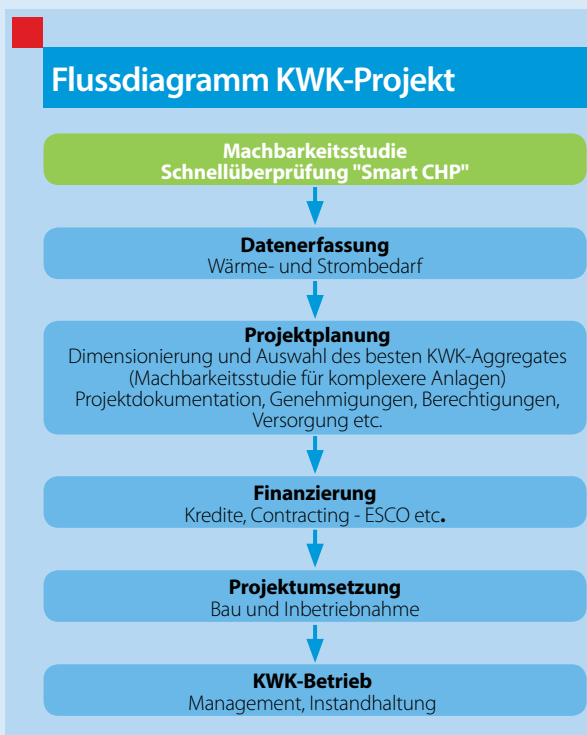 Flussdiagramm KWK-Projekt
Machbarkeitsstudie
Schnellüberprüfung "Smart CHP"
Datenerfassung
Wärme- und Strombedarf
Projektplanung
Dimensionierung und Auswahl des besten KWK-Aggregates
(Machbarkeitsstudie für komplexere Anlagen)
Projektdokumentation, Genehmigungen, Berechtigungen,
Versorgung etc.
Finanzierung
Kredite, Contracting - ESCO etc.
Projektumsetzung
Bau und Inbetriebnahme
KWK-Betrieb
Management, Instandhaltung